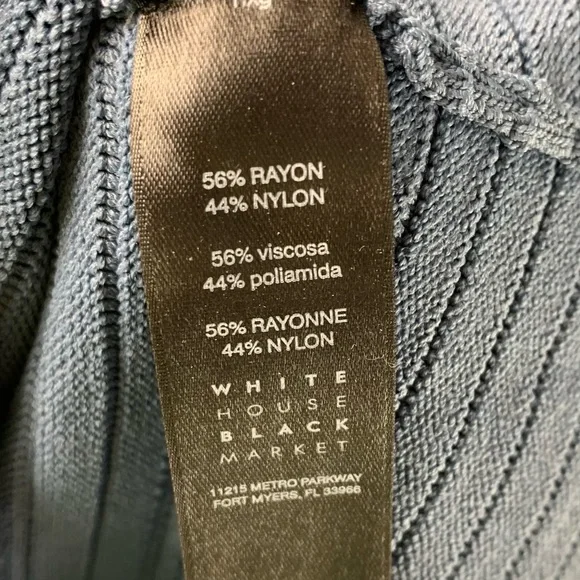 56% RAYON
44% NYLON
56% viscosa
44% poliamida
56% RAYONNE
44% NYLON
WHITE
HOUSE
BLACK
MARKET
11215 METRO PARKWAY
FORT MYERS, FL 33966